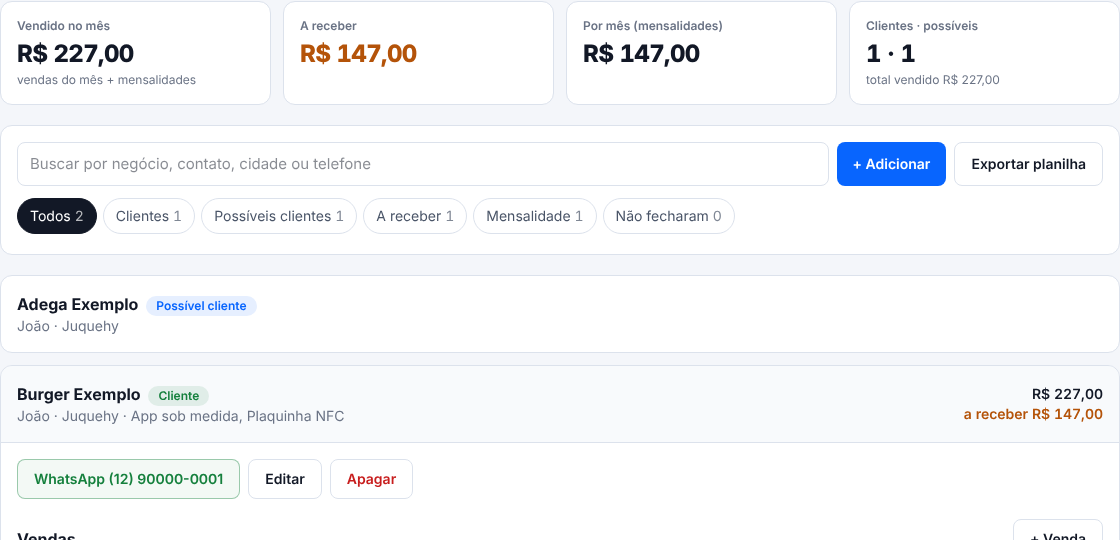 Vendido no mês
R$ 227,00
vendas do mês + mensalidades
A receber
R$ 147,00
Por mês (mensalidades)
R$ 147,00
Clientes · possíveis
1 · 1
total vendido R$ 227,00
Buscar por negócio, contato, cidade ou telefone
+ Adicionar
Exportar planilha
Todos 2
Clientes 1
Possíveis clientes 1
A receber 1
Mensalidade 1
Não fecharam 0
Adega Exemplo Possível cliente
João · Juquehy
Burger Exemplo Cliente
João · Juquehy · App sob medida, Plaquinha NFC
R$ 227,00
a receber R$ 147,00
WhatsApp (12) 90000-0001
Editar
Apagar
Vendas
+ Venda